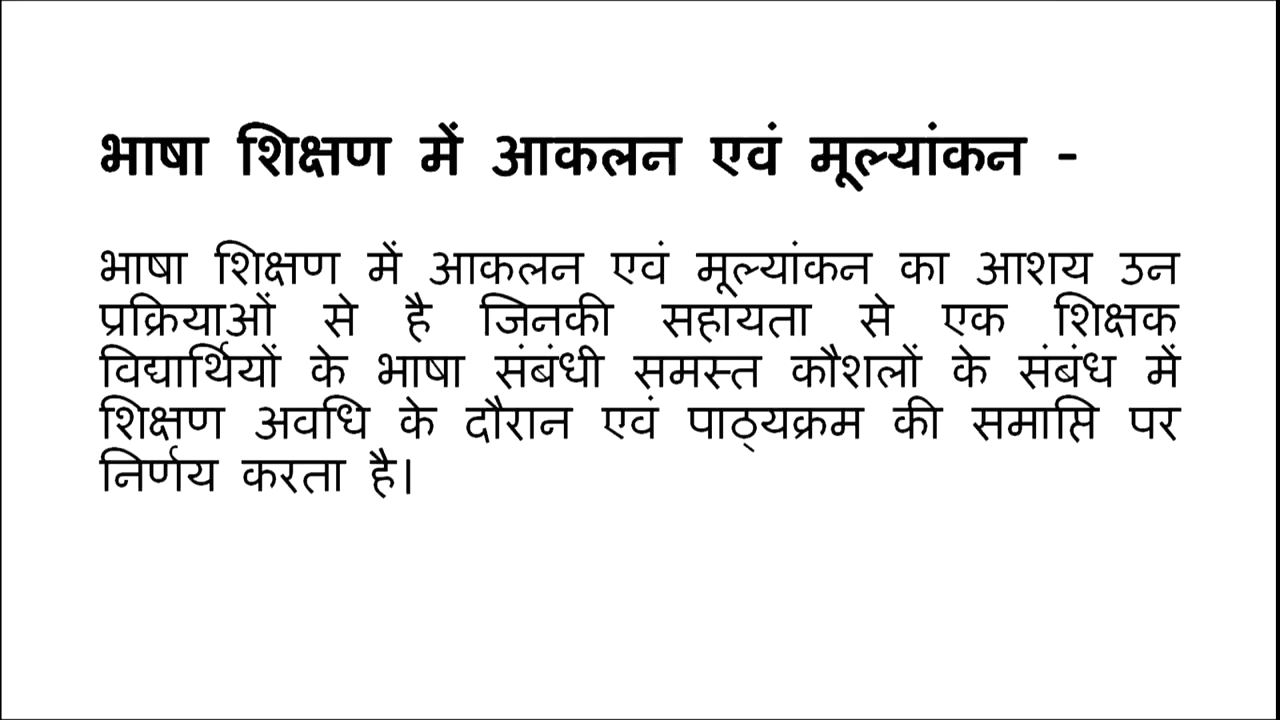 भाषा शिक्षण में आकलन एवं मूल्यांकन -
भाषा शिक्षण में आकलन एवं मूल्यांकन का आशय उन
प्रक्रियाओं से है जिनकी सहायता से एक शिक्षक
विद्यार्थियों के भाषा संबंधी समस्त कौशलों के संबंध में
शिक्षण अवधि के दौरान एवं पाठ्यक्रम की समाप्ति पर
निर्णय करता है।